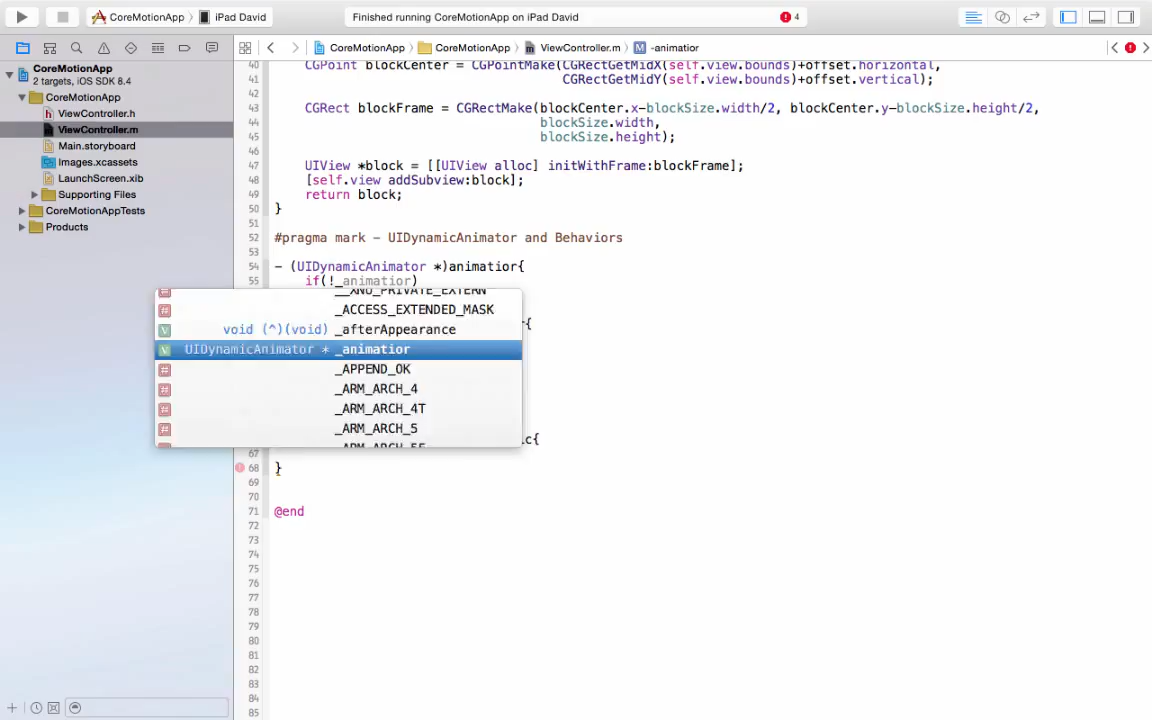 CoreMotionApp
iPad David
Finished running CoreMotionApp on iPad David
4
CoreMotionApp
CoreMotionApp
ViewController.m
M
-animatior
CoreMotionApp
2 targets, iOS SDK 8.4
CoreMotionApp
h
ViewController.h
ViewController.m
Main.storyboard
Images.xcassets
LaunchScreen.xib
Supporting Files
CoreMotionAppTests
Products
40 CGPoint blockCenter = CGPointMake(CGRectGetMidX(self.view.bounds)+offset.horizontal,
41 CGRectGetMidY(self.view.bounds)+offset.vertical);
42
43 CGRect blockFrame = CGRectMake(blockCenter.x-blockSize.width/2, blockCenter.y-blockSize.height/2,
44 blockSize.width,
45 blockSize.height);
46
47 UIView *block = [[UIView alloc] initWithFrame:blockFrame];
48 [self.view addSubview:block];
49 return block;
50 }
51
52 #pragma mark - UIDynamicAnimator and Behaviors
53
54 - (UIDynamicAnimator *)animatior{
55 if(!_animatior)
# __XNU_PRIVATE_EXTERN
# _ACCESS_EXTENDED_MASK
r{
V void (^)(void) _afterAppearance
V UIDynamicAnimator * _animatior
# _APPEND_OK
# _ARM_ARCH_4
# _ARM_ARCH_4T
# _ARM_ARCH_5
ic{
67
68 }
69
70
71 @end
72
73
74
75
76
77
78
79
80
81
82
83
84
85